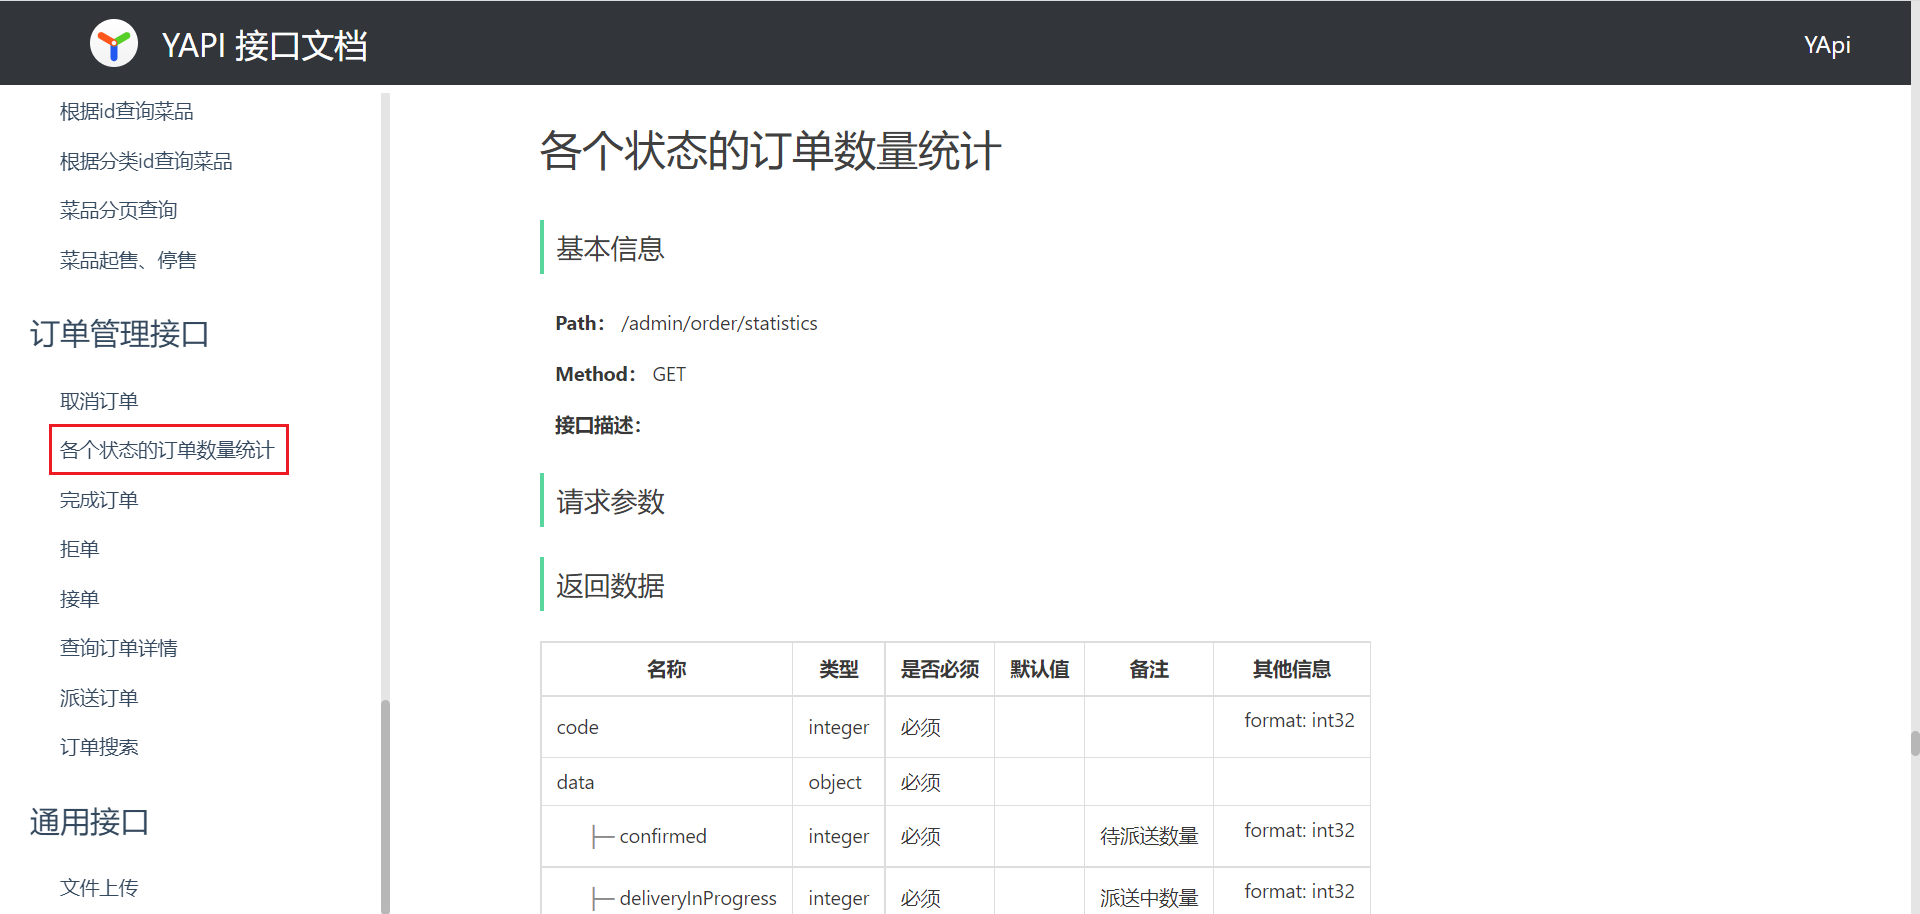 YAPI 接口文档
YApi
根据id查询菜品
根据分类id查询菜品
菜品分页查询
菜品起售、停售
订单管理接口
取消订单
各个状态的订单数量统计
完成订单
拒单
接单
查询订单详情
派送订单
订单搜索
通用接口
文件上传
各个状态的订单数量统计
基本信息
Path： /admin/order/statistics
Method： GET
接口描述：
请求参数
返回数据
名称 类型 是否必须 默认值 备注 其他信息
code integer 必须 format: int32
data object 必须
├─ confirmed integer 必须 待派送数量 format: int32
├─ deliveryInProgress integer 必须 派送中数量 format: int32